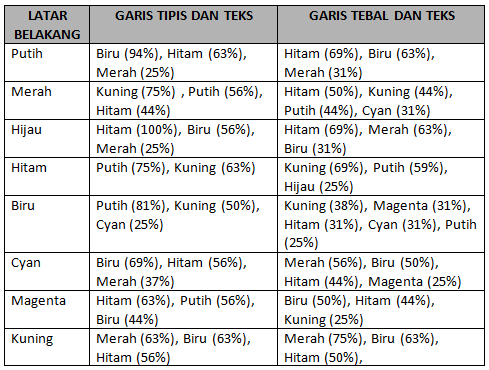 LATAR BELAKANG GARIS TIPIS DAN TEKS GARIS TEBAL DAN TEKS
Putih Biru (94%), Hitam (63%), Hitam (69%), Biru (63%),
Merah (25%) Merah (31%)
Merah Kuning (75%) , Putih (56%), Hitam (50%), Kuning (44%),
Hitam (44%) Putih (44%), Cyan (31%)
Hijau Hitam (100%), Biru (56%), Hitam (69%), Merah (63%),
Merah (25%) Biru (31%)
Hitam Putih (75%), Kuning (63%) Kuning (69%), Putih (59%),
Hijau (25%)
Biru Putih (81%), Kuning (50%), Kuning (38%), Magenta (31%),
Cyan (25%) Hitam (31%), Cyan (31%), Putih
(25%)
Cyan Biru (69%), Hitam (56%), Merah (56%), Biru (50%),
Merah (37%) Hitam (44%), Magenta (25%)
Magenta Hitam (63%), Putih (56%), Biru (50%), Hitam (44%),
Biru (44%) Kuning (25%)
Kuning Merah (63%), Biru (63%), Merah (75%), Biru (63%),
Hitam (56%) Hitam (50%),